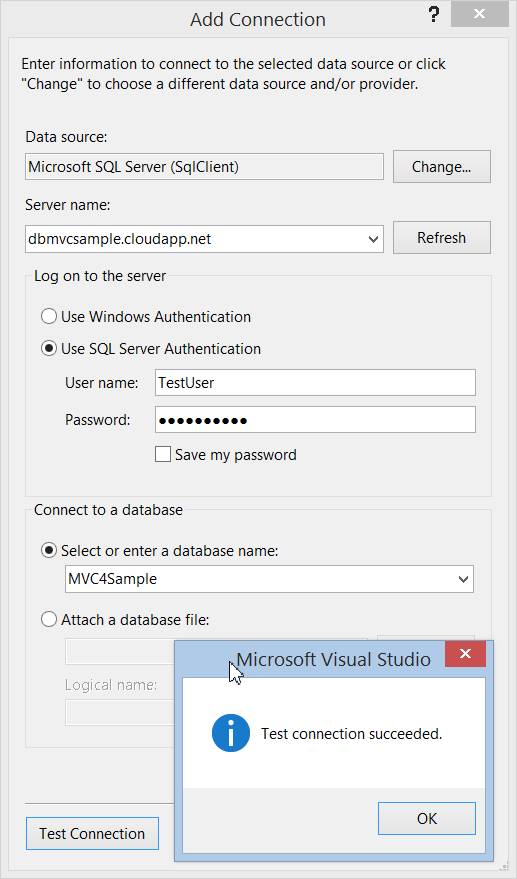 Add Connection
?
Enter information to connect to the selected data source or click
"Change" to choose a different data source and/or provider.
Data source:
Microsoft SQL Server (SqlClient)
Change...
Server name:
dbmvcsample.cloudapp.net
Refresh
Log on to the server
Use Windows Authentication
Use SQL Server Authentication
User name:
TestUser
Password:
●●●●●●●●●●
Save my password
Connect to a database
Select or enter a database name:
MVC4Sample
Attach a database file:
Logical name:
Microsoft Visual Studio
Test connection succeeded.
OK
Test Connection